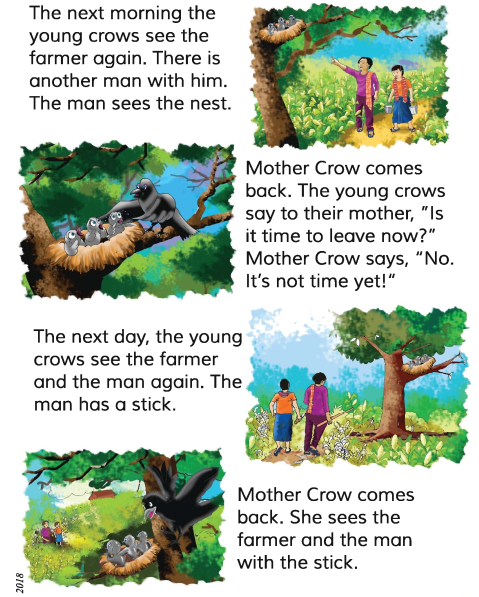 The next morning the
young crows see the
farmer again. There is
another man with him.
The man sees the nest.
Mother Crow comes
back. The young crows
say to their mother, ”Is
it time to leave now?”
Mother Crow says, “No.
It’s not time yet!“
The next day, the young
crows see the farmer
and the man again. The
man has a stick.
Mother Crow comes
back. She sees the
farmer and the man
with the stick.
2018